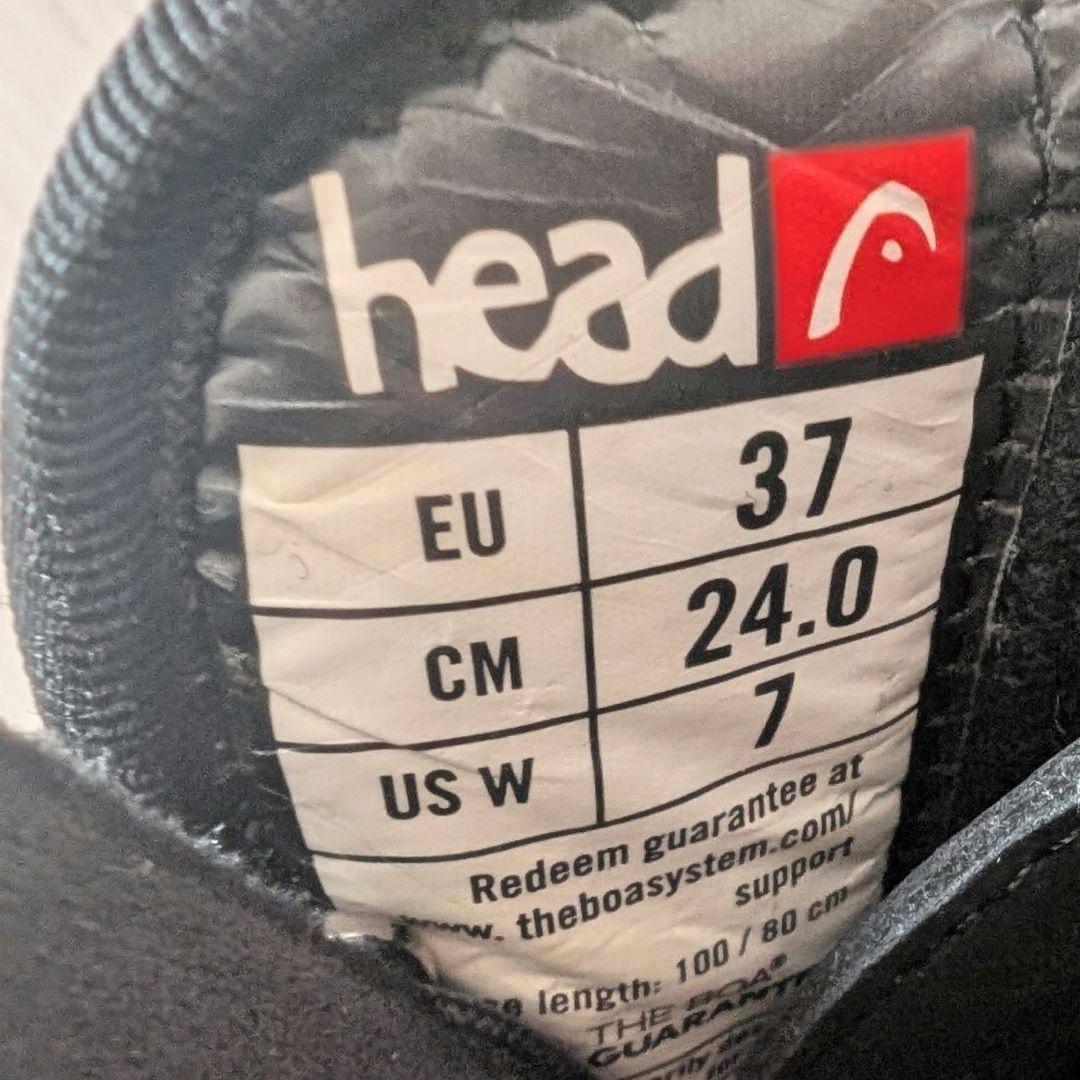 head
EU 37
CM 24.0
US W 7
Redeem guarantee at
www. theboasystem.com/
support
length: 100 / 80 cm
THE BOA®
GUARANTEE